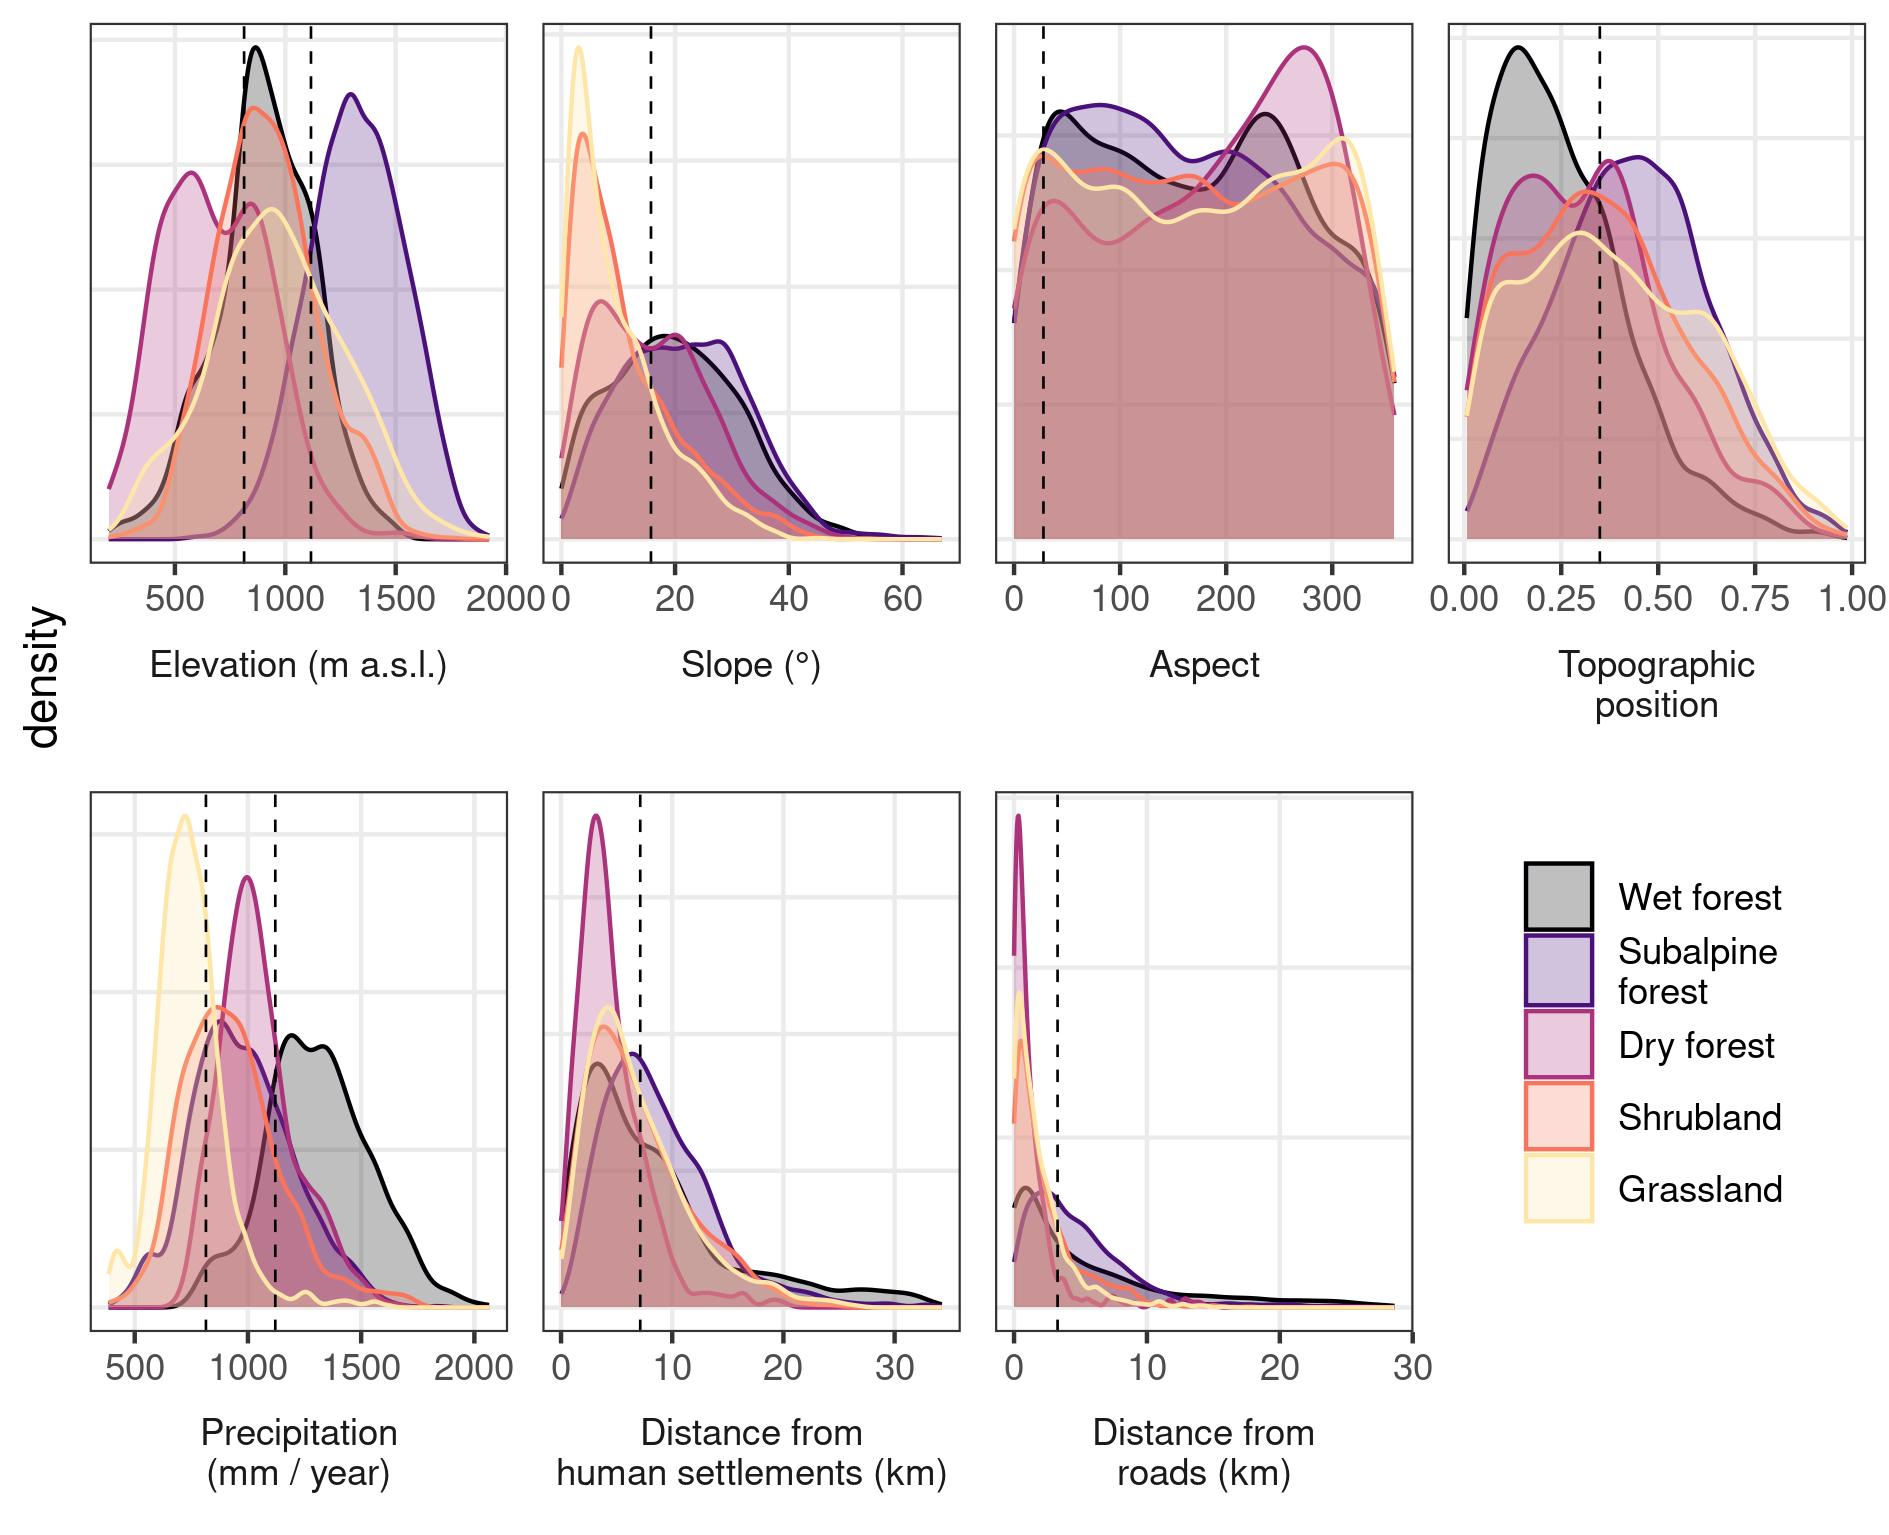 density
500 1000 1500 2000
Elevation (m a.s.l.)
0 20 40 60
Slope (°)
0 100 200 300
Aspect
0.00 0.25 0.50 0.75 1.00
Topographic
position
500 1000 1500 2000
Precipitation
(mm / year)
0 10 20 30
Distance from
human settlements (km)
0 10 20 30
Distance from
roads (km)
Wet forest
Subalpine
forest
Dry forest
Shrubland
Grassland